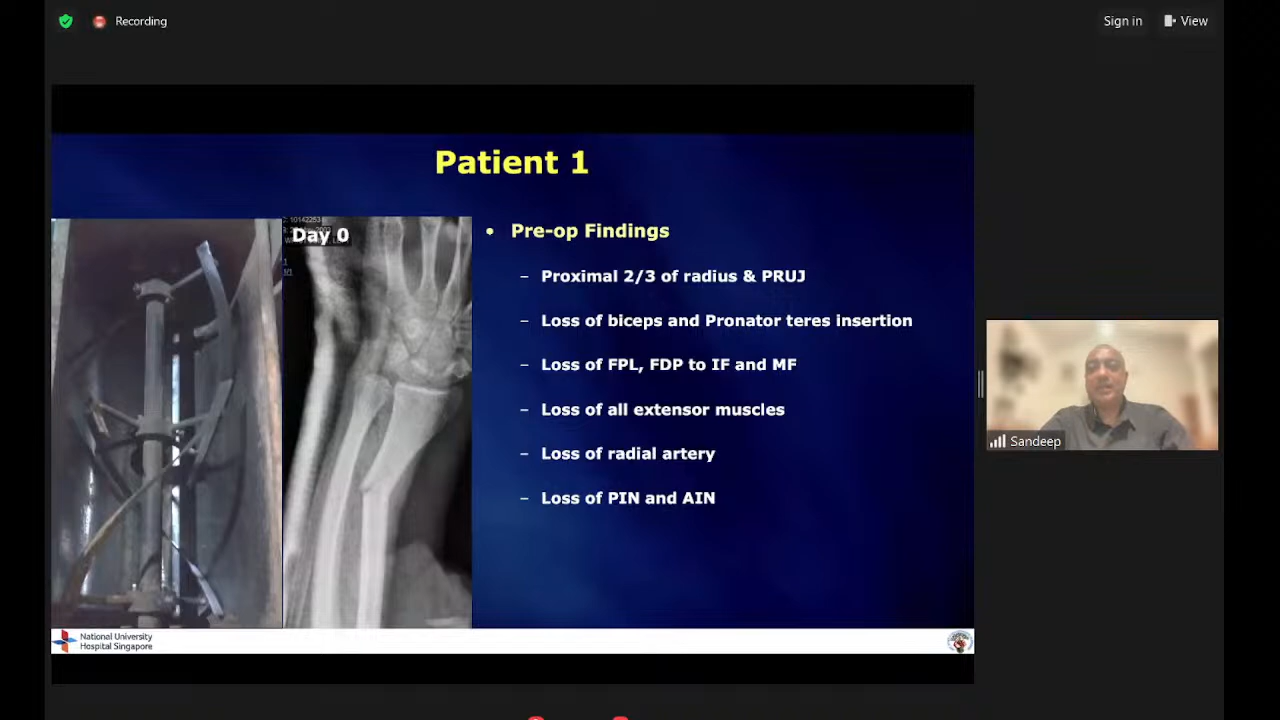 Recording
Sign in
View
Patient 1
Day 0
• Pre-op Findings
– Proximal 2/3 of radius & PRUJ
– Loss of biceps and Pronator teres insertion
– Loss of FPL, FDP to IF and MF
– Loss of all extensor muscles
– Loss of radial artery
– Loss of PIN and AIN
Sandeep
National University
Hospital Singapore